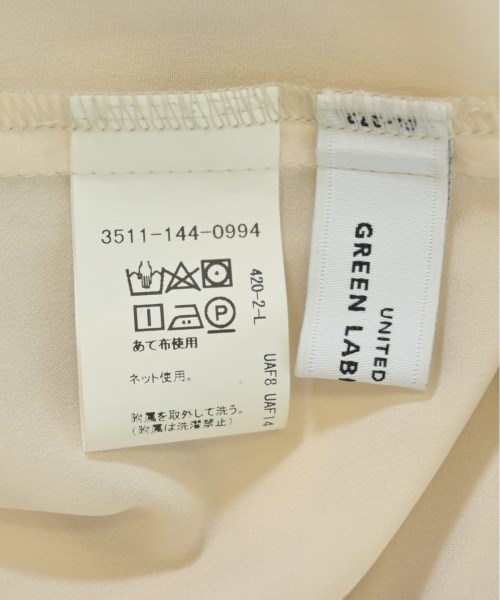 3511-144-0994
420-2-L
P
あて布使用
ネット使用。
附属を取外して洗う。
(附属は洗濯禁止)
UAF8 UAF14
UNITED
GREEN LAB